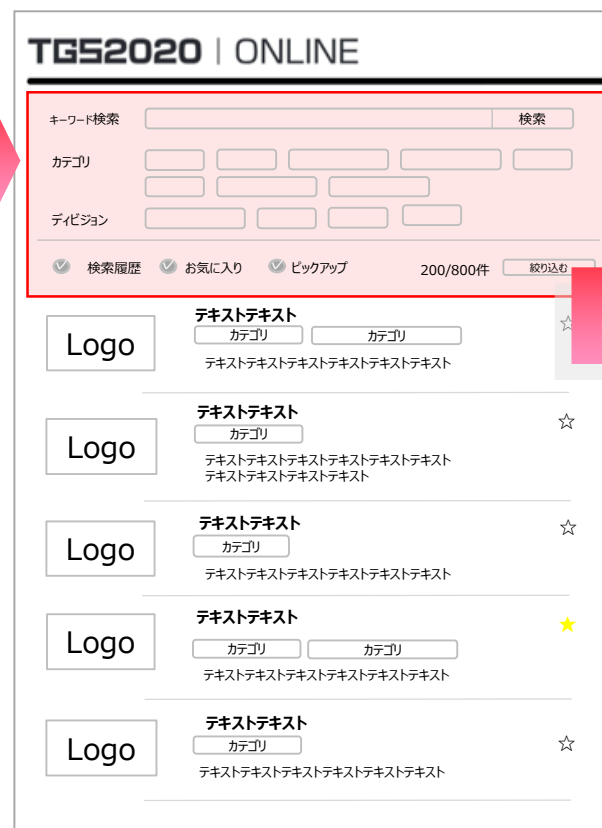 TGS2020 | ONLINE
キーワード検索 検索
カテゴリ
ディビジョン
検索履歴 お気に入り ピックアップ 200/800件 絞り込む
Logo
テキストテキスト
カテゴリ カテゴリ
テキストテキストテキストテキストテキストテキスト
Logo
テキストテキスト
カテゴリ
テキストテキストテキストテキストテキストテキスト
テキストテキストテキストテキスト
Logo
テキストテキスト
カテゴリ
テキストテキストテキストテキストテキストテキスト
Logo
テキストテキスト
カテゴリ カテゴリ
テキストテキストテキストテキストテキストテキスト
Logo
テキストテキスト
カテゴリ
テキストテキストテキストテキストテキストテキスト